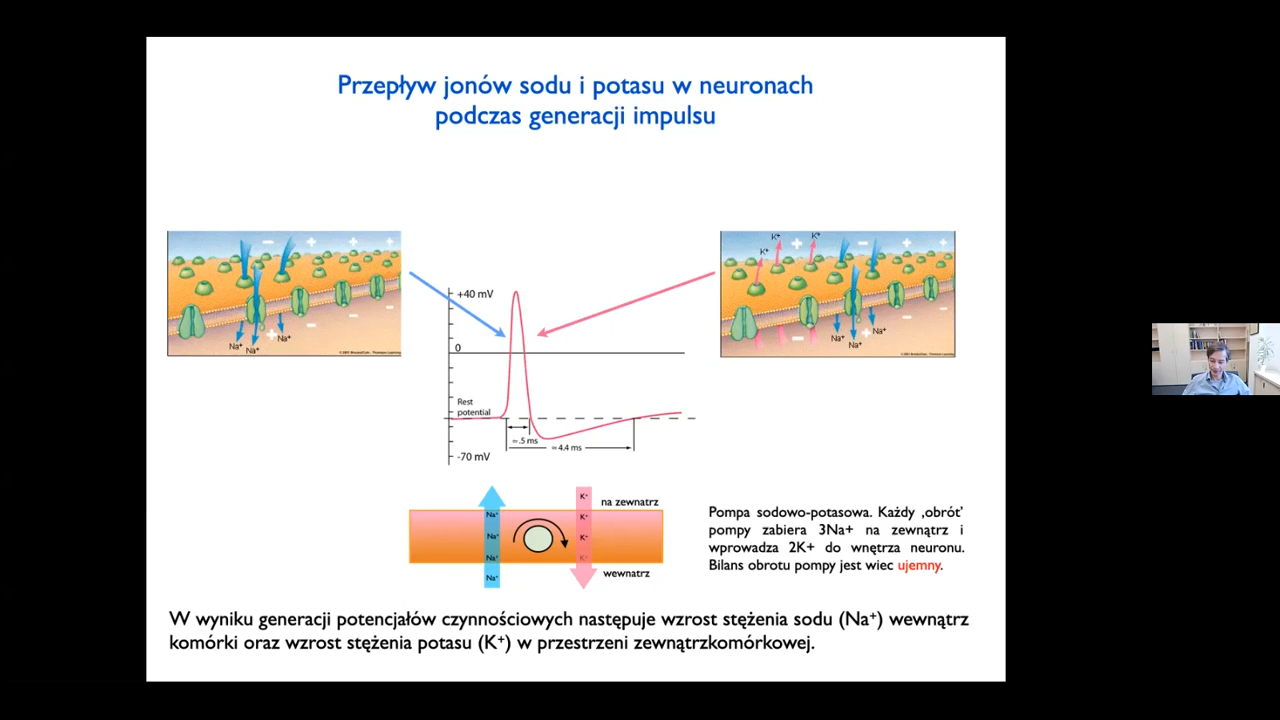 Przepływ jonów sodu i potasu w neuronach
podczas generacji impulsu
Na⁺
Na⁺
Na⁺
K⁺
K⁺
K⁺
Na⁺
Na⁺
Na⁺
+40 mV
0
Rest
potential
≈.5 ms
≈4.4 ms
-70 mV
na zewnatrz
Na⁺
Na⁺
Na⁺
Na⁺
K⁺
K⁺
K⁺
K⁺
wewnatrz
Pompa sodowo-potasowa. Każdy ‚obrót’
pompy zabiera 3Na+ na zewnątrz i
wprowadza 2K+ do wnętrza neuronu.
Bilans obrotu pompy jest wiec ujemny.
W wyniku generacji potencjałów czynnościowych następuje wzrost stężenia sodu (Na⁺) wewnątrz
komórki oraz wzrost stężenia potasu (K⁺) w przestrzeni zewnątrzkomórkowej.